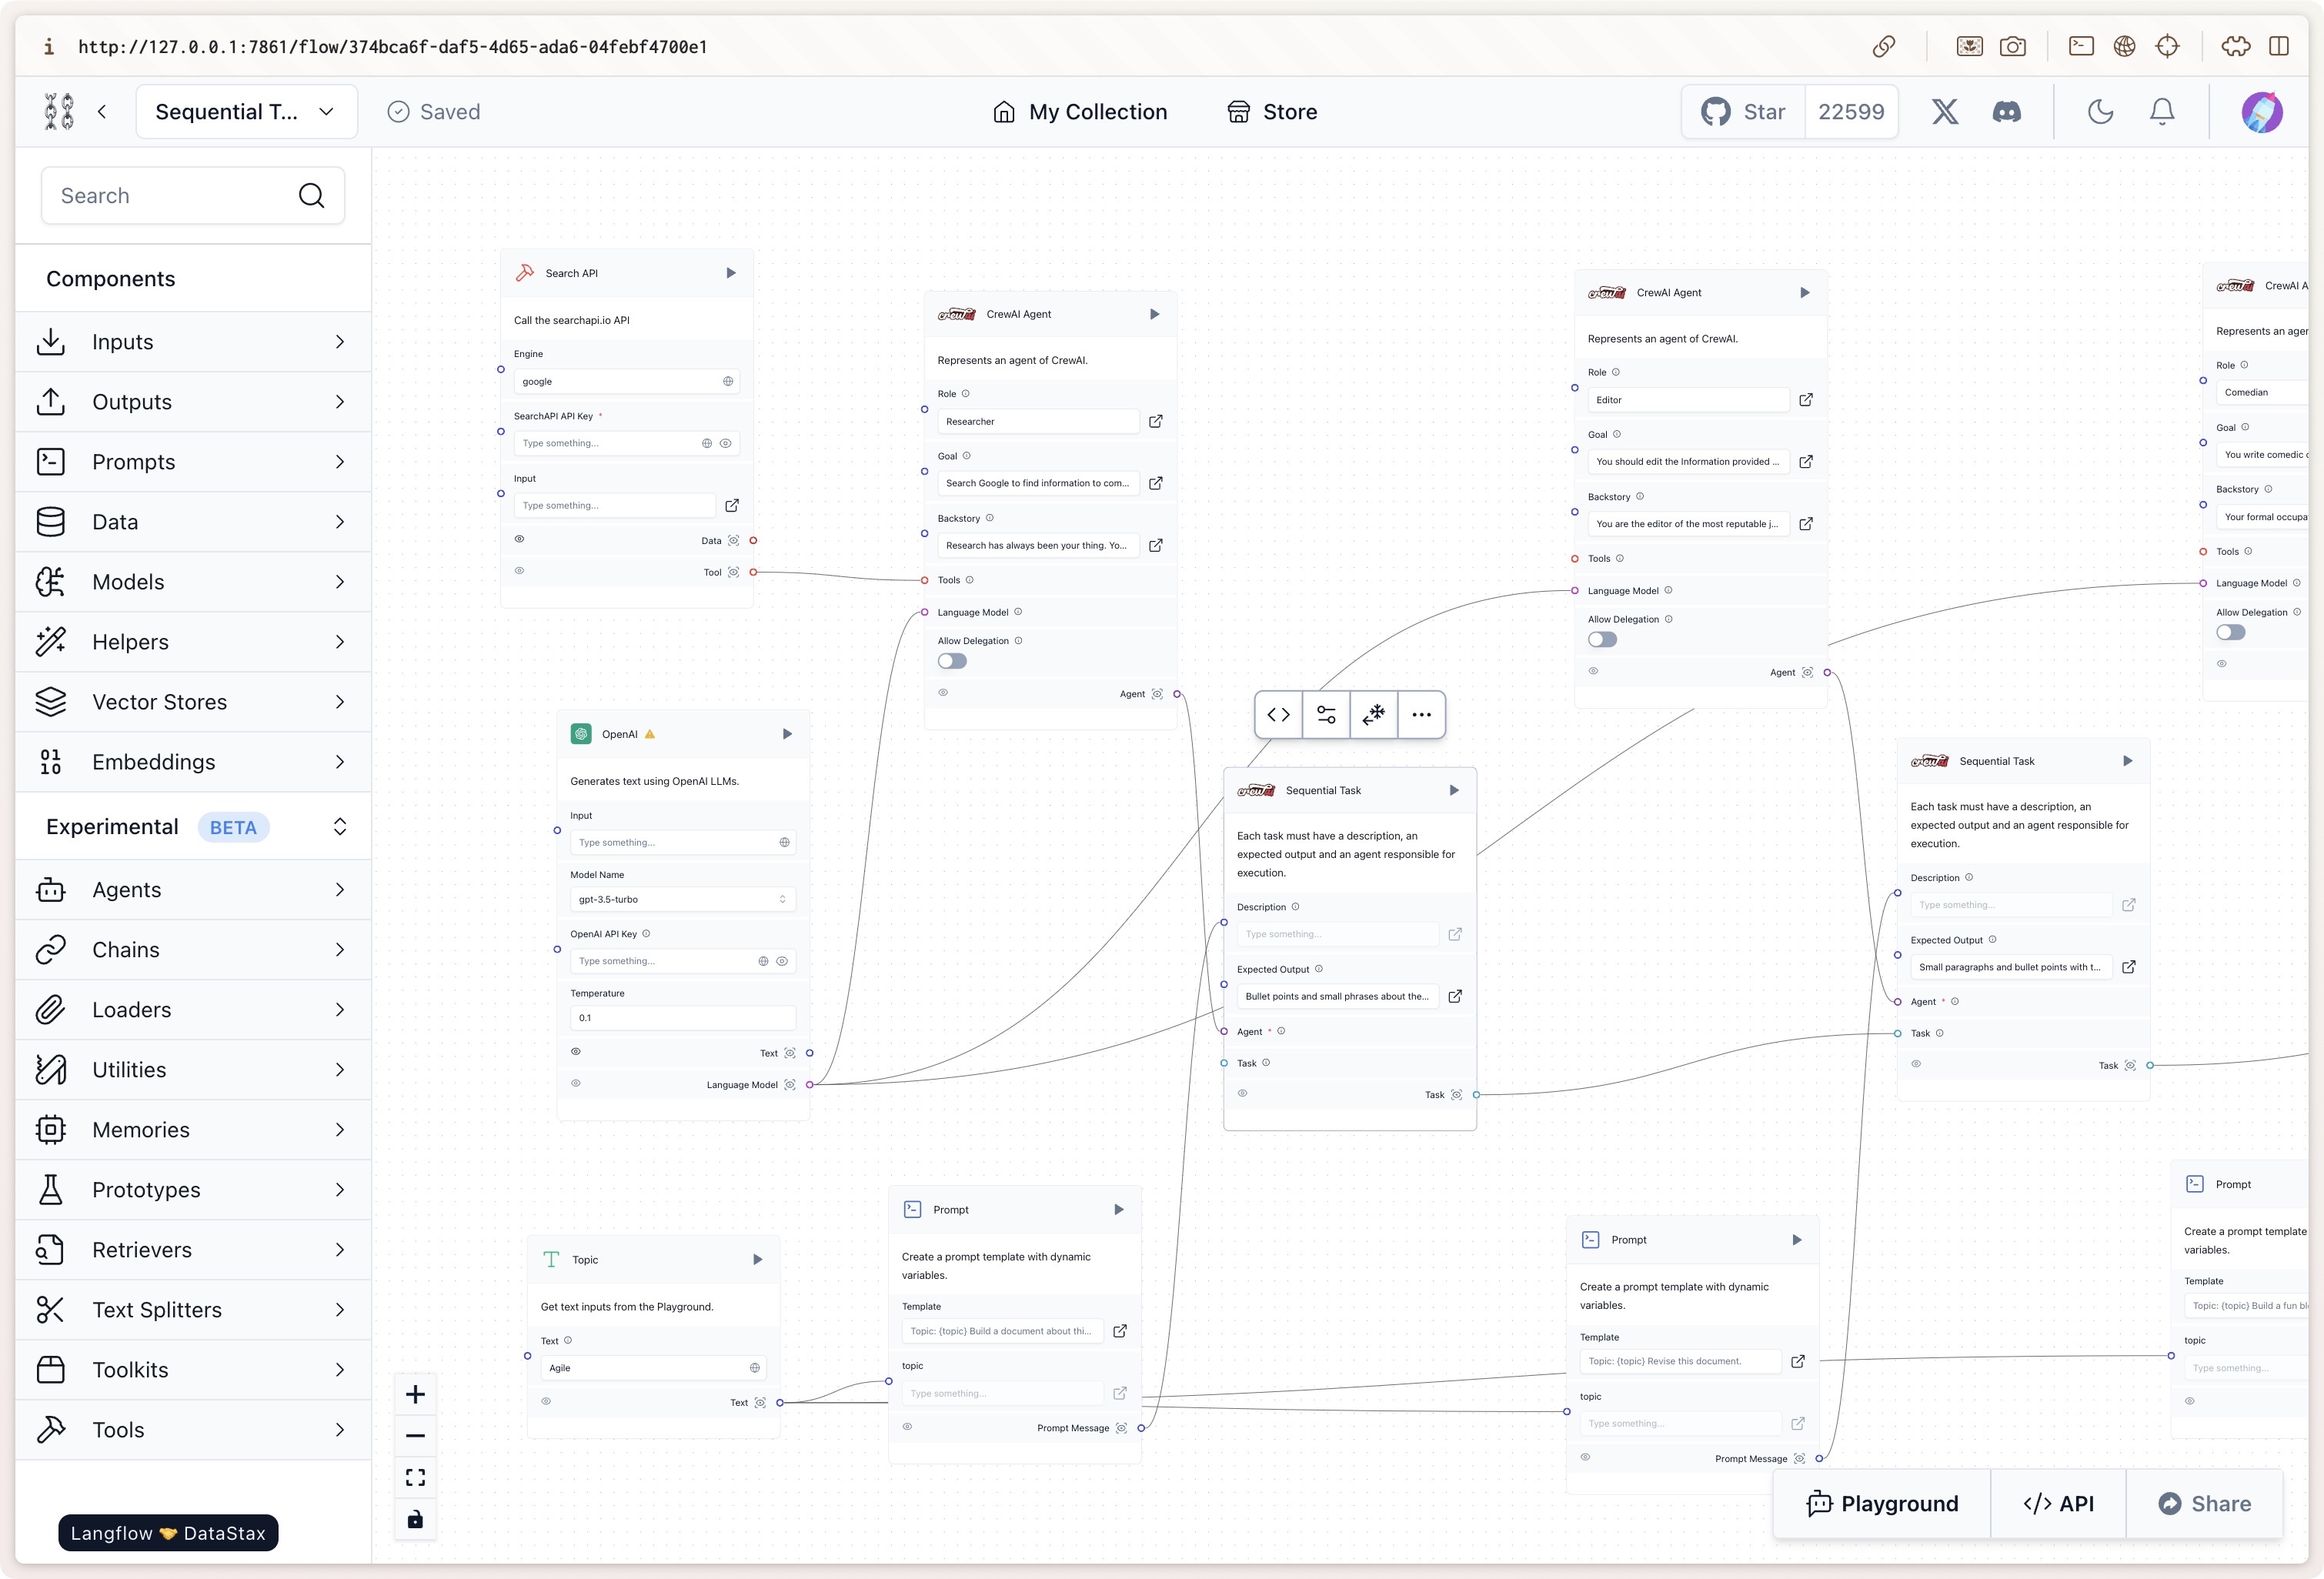 http://127.0.0.1:7861/flow/374bca6f-daf5-4d65-ada6-04febf4700e1
Sequential T...
Saved
My Collection
Store
Star
22599
Search
Components
Inputs
Outputs
Prompts
Data
Models
Helpers
Vector Stores
Embeddings
Experimental
BETA
Agents
Chains
Loaders
Utilities
Memories
Prototypes
Retrievers
Text Splitters
Toolkits
Tools
Langflow 🤝 DataStax
Search API
Call the searchapi.io API
Engine
google
SearchAPI API Key *
Type something...
Input
Type something...
Data
Tool
OpenAI
Generates text using OpenAI LLMs.
Input
Type something...
Model Name
gpt-3.5-turbo
OpenAI API Key
Type something...
Temperature
0.1
Text
Language Model
Topic
Get text inputs from the Playground.
Text
Agile
Text
crewai
CrewAI Agent
Represents an agent of CrewAI.
Role
Researcher
Goal
Search Google to find information to com...
Backstory
Research has always been your thing. Yo...
Tools
Language Model
Allow Delegation
Agent
Prompt
Create a prompt template with dynamic
variables.
Template
Topic: {topic} Build a document about thi...
topic
Type something...
Prompt Message
crewai
Sequential Task
Each task must have a description, an
expected output and an agent responsible for
execution.
Description
Type something...
Expected Output
Bullet points and small phrases about the...
Agent *
Task
Task
crewai
CrewAI Agent
Represents an agent of CrewAI.
Role
Editor
Goal
You should edit the Information provided ...
Backstory
You are the editor of the most reputable j...
Tools
Language Model
Allow Delegation
Agent
Prompt
Create a prompt template with dynamic
variables.
Template
Topic: {topic} Revise this document.
topic
Type something...
Prompt Message
crewai
Sequential Task
Each task must have a description, an
expected output and an agent responsible for
execution.
Description
Type something...
Expected Output
Small paragraphs and bullet points with t...
Agent *
Task
Task
crewai
CrewAI A
Represents an agen
Role
Comedian
Goal
You write comedic c
Backstory
Your formal occupa
Tools
Language Model
Allow Delegation
Prompt
Create a prompt template
variables.
Template
Topic: {topic} Build a fun bl
topic
Type something...
Playground
API
Share